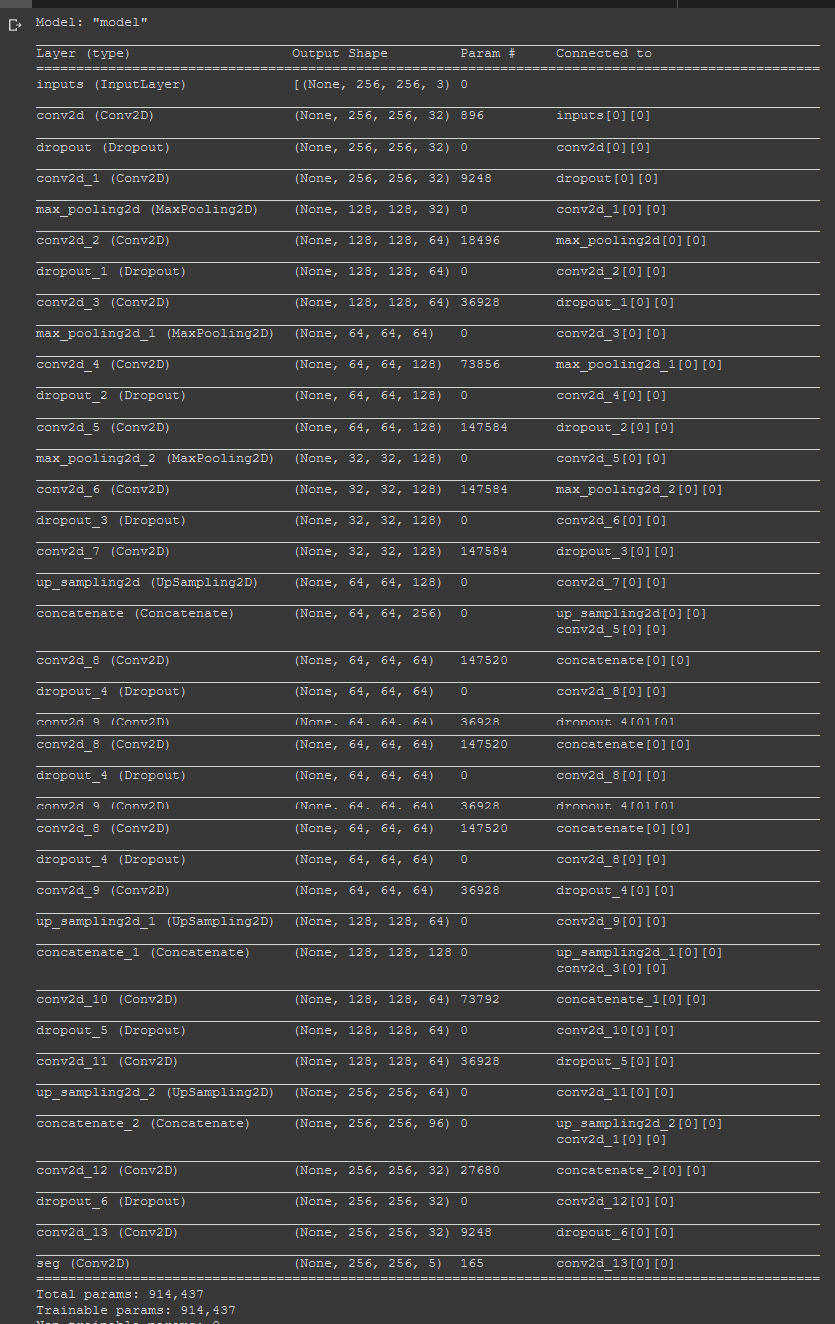 Model: "model"
Layer (type) Output Shape Param # Connected to
inputs (InputLayer) [(None, 256, 256, 3) 0
conv2d (Conv2D) (None, 256, 256, 32) 896 inputs[0][0]
dropout (Dropout) (None, 256, 256, 32) 0 conv2d[0][0]
conv2d_1 (Conv2D) (None, 256, 256, 32) 9248 dropout[0][0]
max_pooling2d (MaxPooling2D) (None, 128, 128, 32) 0 conv2d_1[0][0]
conv2d_2 (Conv2D) (None, 128, 128, 64) 18496 max_pooling2d[0][0]
dropout_1 (Dropout) (None, 128, 128, 64) 0 conv2d_2[0][0]
conv2d_3 (Conv2D) (None, 128, 128, 64) 36928 dropout_1[0][0]
max_pooling2d_1 (MaxPooling2D) (None, 64, 64, 64) 0 conv2d_3[0][0]
conv2d_4 (Conv2D) (None, 64, 64, 128) 73856 max_pooling2d_1[0][0]
dropout_2 (Dropout) (None, 64, 64, 128) 0 conv2d_4[0][0]
conv2d_5 (Conv2D) (None, 64, 64, 128) 147584 dropout_2[0][0]
max_pooling2d_2 (MaxPooling2D) (None, 32, 32, 128) 0 conv2d_5[0][0]
conv2d_6 (Conv2D) (None, 32, 32, 128) 147584 max_pooling2d_2[0][0]
dropout_3 (Dropout) (None, 32, 32, 128) 0 conv2d_6[0][0]
conv2d_7 (Conv2D) (None, 32, 32, 128) 147584 dropout_3[0][0]
up_sampling2d (UpSampling2D) (None, 64, 64, 128) 0 conv2d_7[0][0]
concatenate (Concatenate) (None, 64, 64, 256) 0 up_sampling2d[0][0]
conv2d_5[0][0]
conv2d_8 (Conv2D) (None, 64, 64, 64) 147520 concatenate[0][0]
dropout_4 (Dropout) (None, 64, 64, 64) 0 conv2d_8[0][0]
conv2d_9 (Conv2D) (None, 64, 64, 64) 36928 dropout_4[0][0]
conv2d_8 (Conv2D) (None, 64, 64, 64) 147520 concatenate[0][0]
dropout_4 (Dropout) (None, 64, 64, 64) 0 conv2d_8[0][0]
conv2d_9 (Conv2D) (None, 64, 64, 64) 36928 dropout_4[0][0]
conv2d_8 (Conv2D) (None, 64, 64, 64) 147520 concatenate[0][0]
dropout_4 (Dropout) (None, 64, 64, 64) 0 conv2d_8[0][0]
conv2d_9 (Conv2D) (None, 64, 64, 64) 36928 dropout_4[0][0]
up_sampling2d_1 (UpSampling2D) (None, 128, 128, 64) 0 conv2d_9[0][0]
concatenate_1 (Concatenate) (None, 128, 128, 128 0 up_sampling2d_1[0][0]
conv2d_3[0][0]
conv2d_10 (Conv2D) (None, 128, 128, 64) 73792 concatenate_1[0][0]
dropout_5 (Dropout) (None, 128, 128, 64) 0 conv2d_10[0][0]
conv2d_11 (Conv2D) (None, 128, 128, 64) 36928 dropout_5[0][0]
up_sampling2d_2 (UpSampling2D) (None, 256, 256, 64) 0 conv2d_11[0][0]
concatenate_2 (Concatenate) (None, 256, 256, 96) 0 up_sampling2d_2[0][0]
conv2d_1[0][0]
conv2d_12 (Conv2D) (None, 256, 256, 32) 27680 concatenate_2[0][0]
dropout_6 (Dropout) (None, 256, 256, 32) 0 conv2d_12[0][0]
conv2d_13 (Conv2D) (None, 256, 256, 32) 9248 dropout_6[0][0]
seg (Conv2D) (None, 256, 256, 5) 165 conv2d_13[0][0]
Total params: 914,437
Trainable params: 914,437